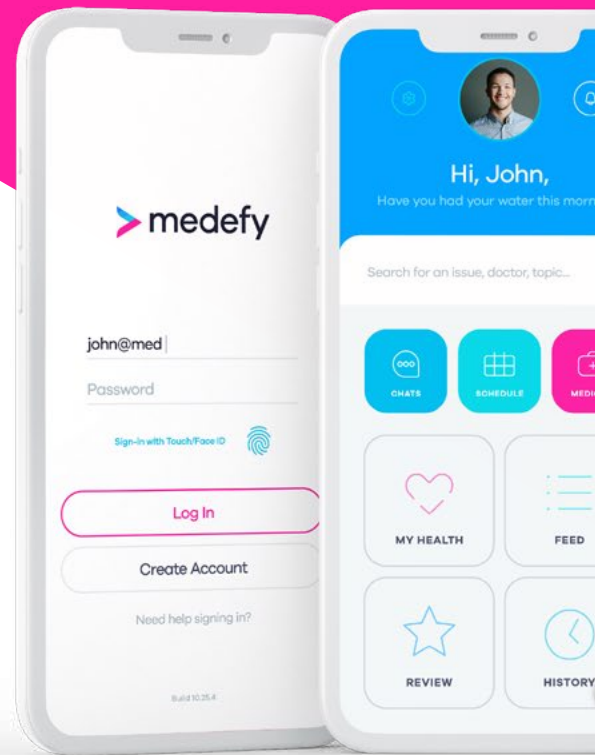 medefy
john@med
Password
Sign-in with Touch/Face ID
Log In
Create Account
Need help signing in?
Build 10.25.4
Hi, John,
Have you had your water this morn
Search for an issue, doctor, topic...
CHATS
SCHEDULE
MEDI
MY HEALTH
FEED
REVIEW
HISTORY